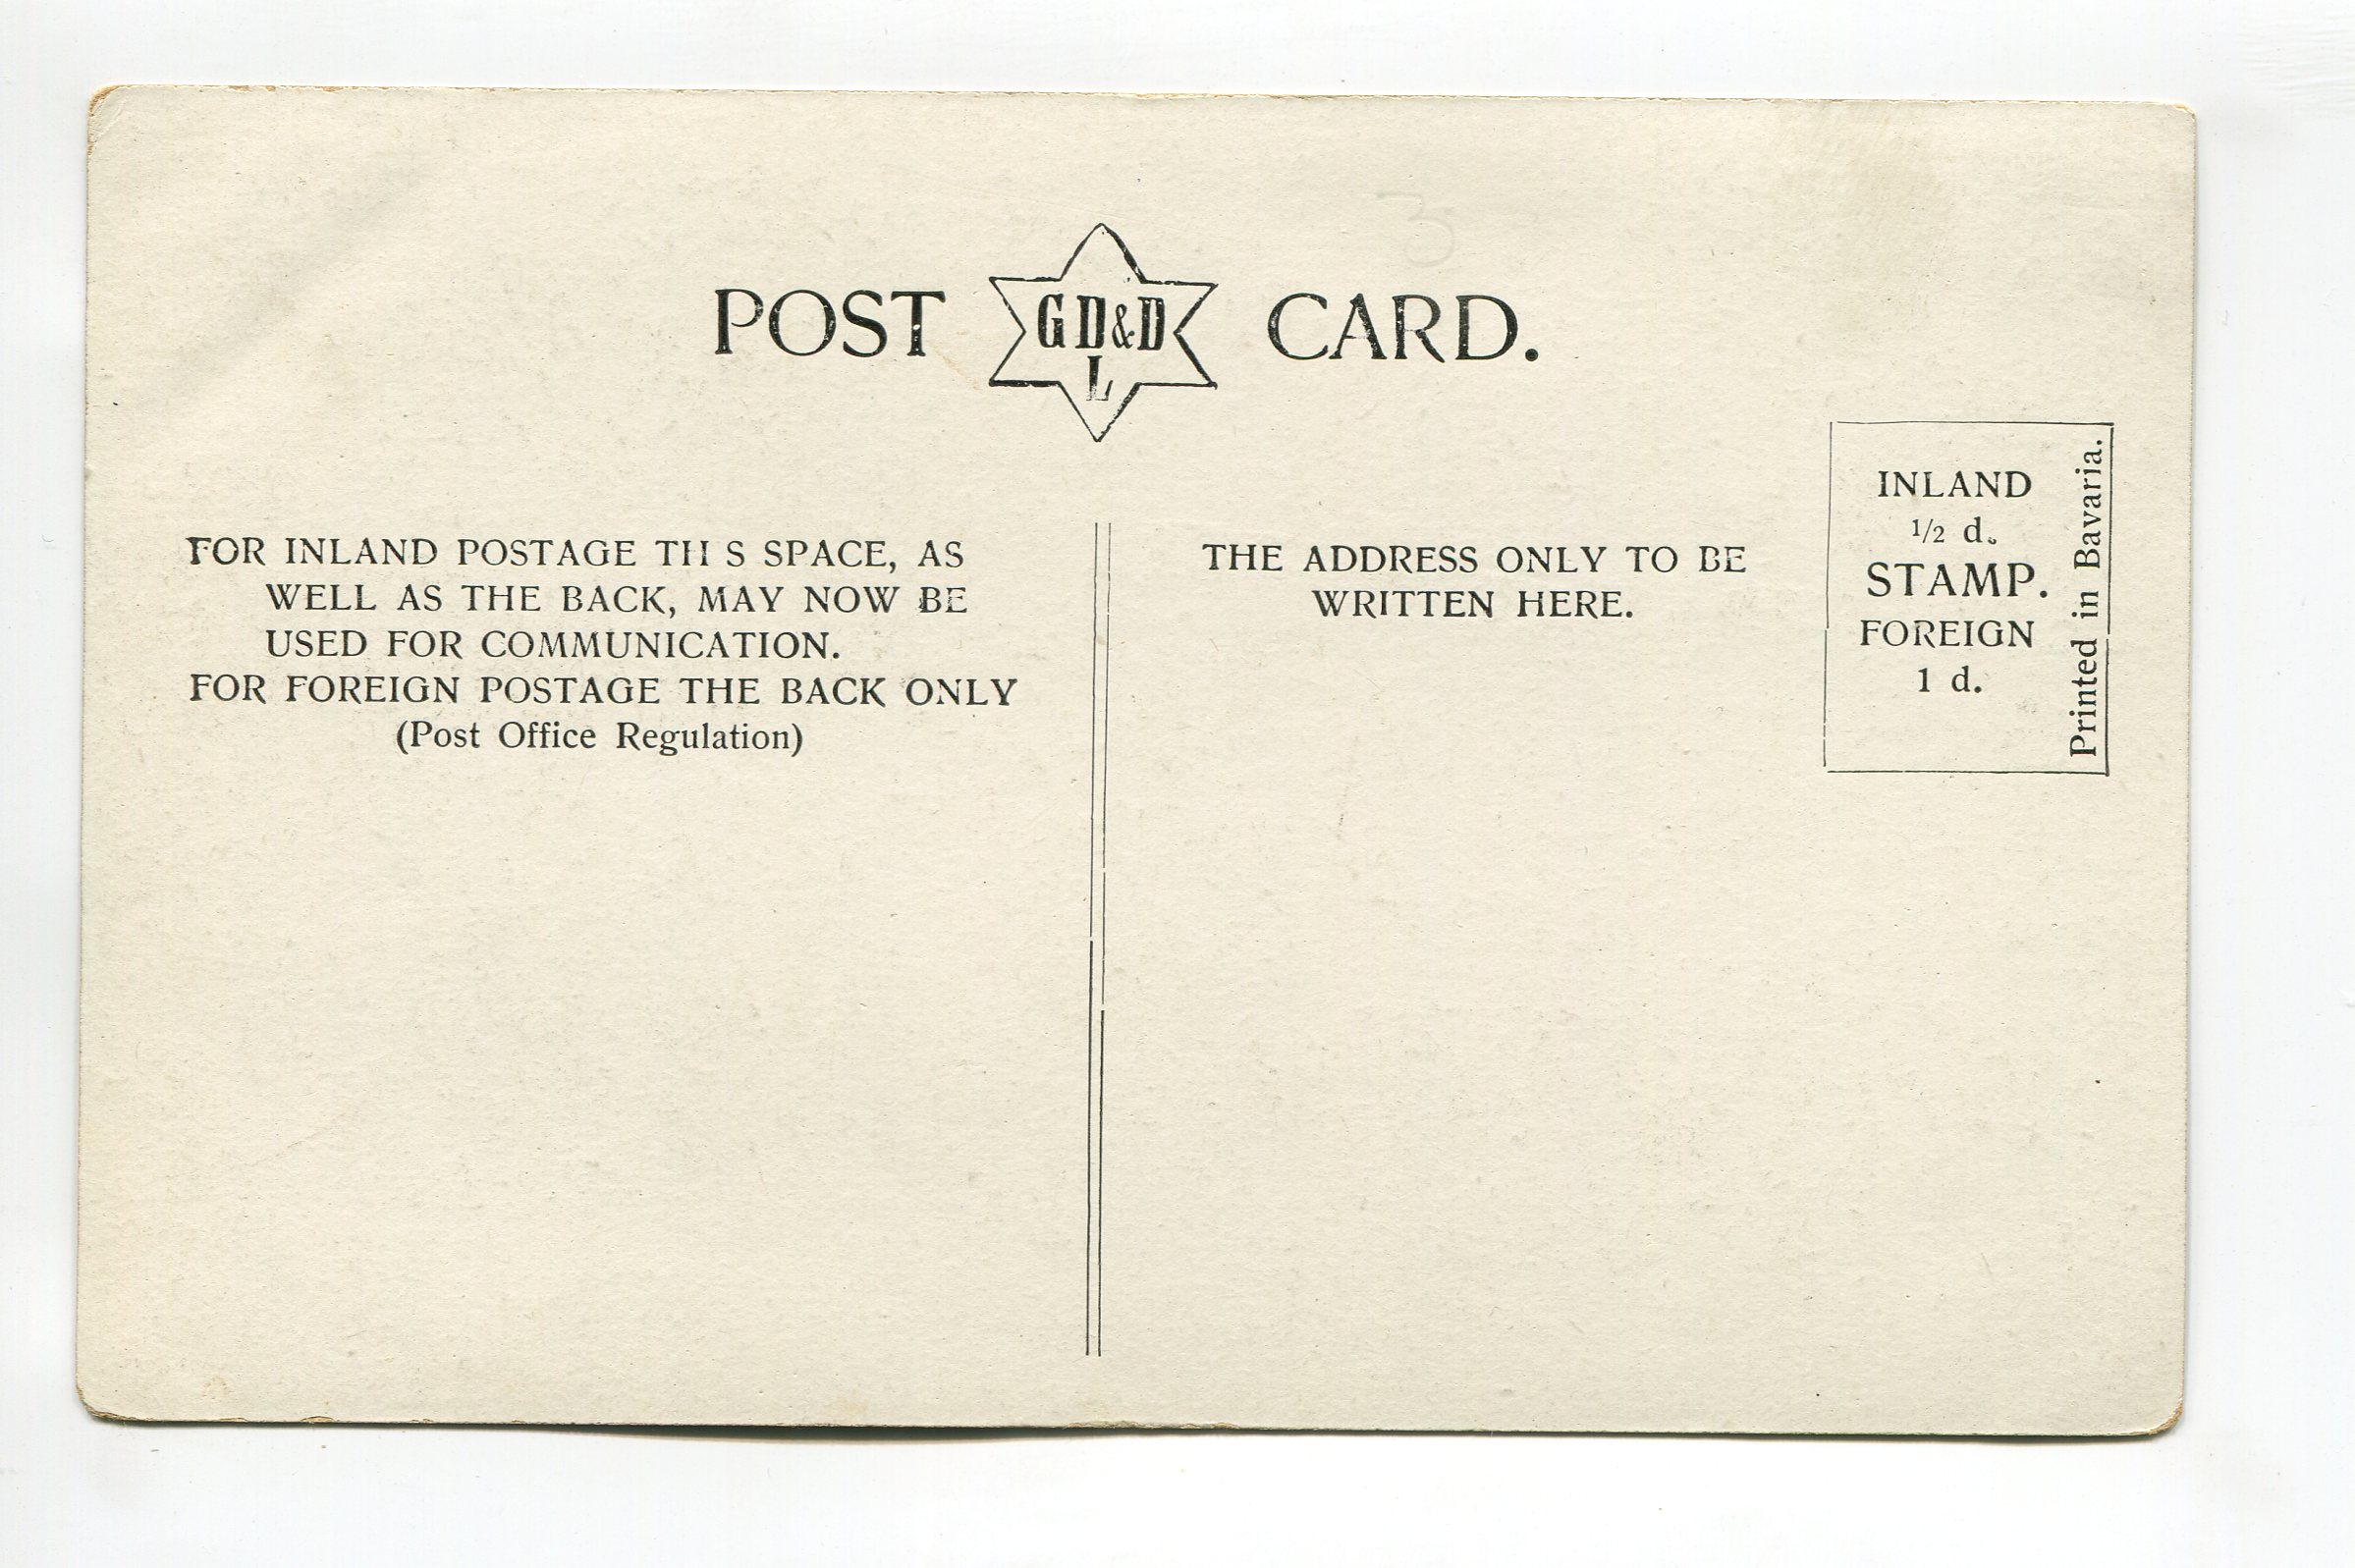 3
POST GD&D CARD.
L
FOR INLAND POSTAGE THIS SPACE, AS
WELL AS THE BACK, MAY NOW BE
USED FOR COMMUNICATION.
FOR FOREIGN POSTAGE THE BACK ONLY
(Post Office Regulation)
THE ADDRESS ONLY TO BE
WRITTEN HERE.
INLAND
1/2 d.
STAMP.
FOREIGN
1 d.
Printed in Bavaria.